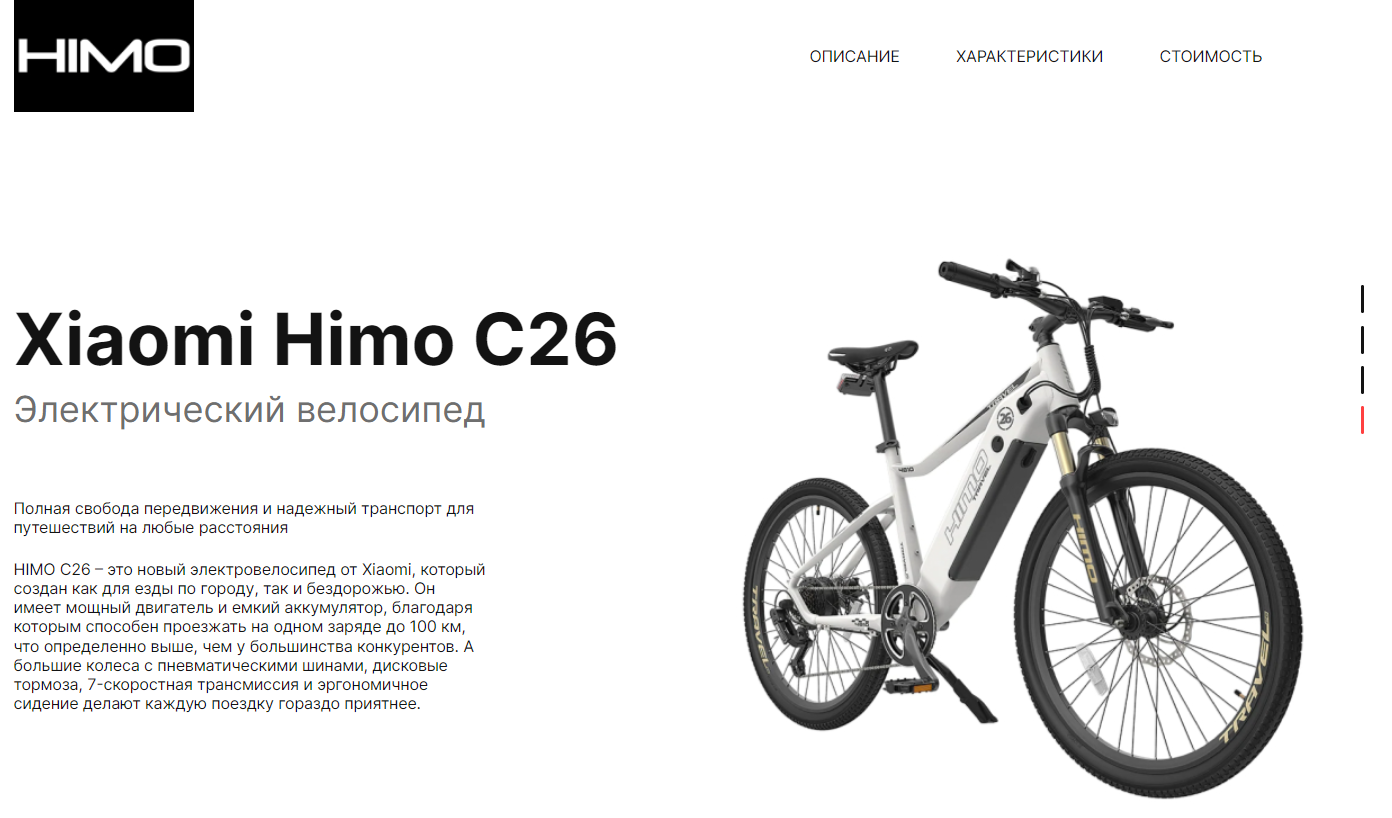 HIMO
ОПИСАНИЕ
ХАРАКТЕРИСТИКИ
СТОИМОСТЬ
Xiaomi Himo C26
Электрический велосипед
Полная свобода передвижения и надежный транспорт для
путешествий на любые расстояния
HIMO C26 – это новый электровелосипед от Xiaomi, который
создан как для езды по городу, так и бездорожью. Он
имеет мощный двигатель и емкий аккумулятор, благодаря
которым способен проезжать на одном заряде до 100 км,
что определенно выше, чем у большинства конкурентов. А
большие колеса с пневматическими шинами, дисковые
тормоза, 7-скоростная трансмиссия и эргономичное
сидение делают каждую поездку гораздо приятнее.
TRAVEL
26
HIMO
TRAVEL
HIMO
TRAVEL
TRAVEL